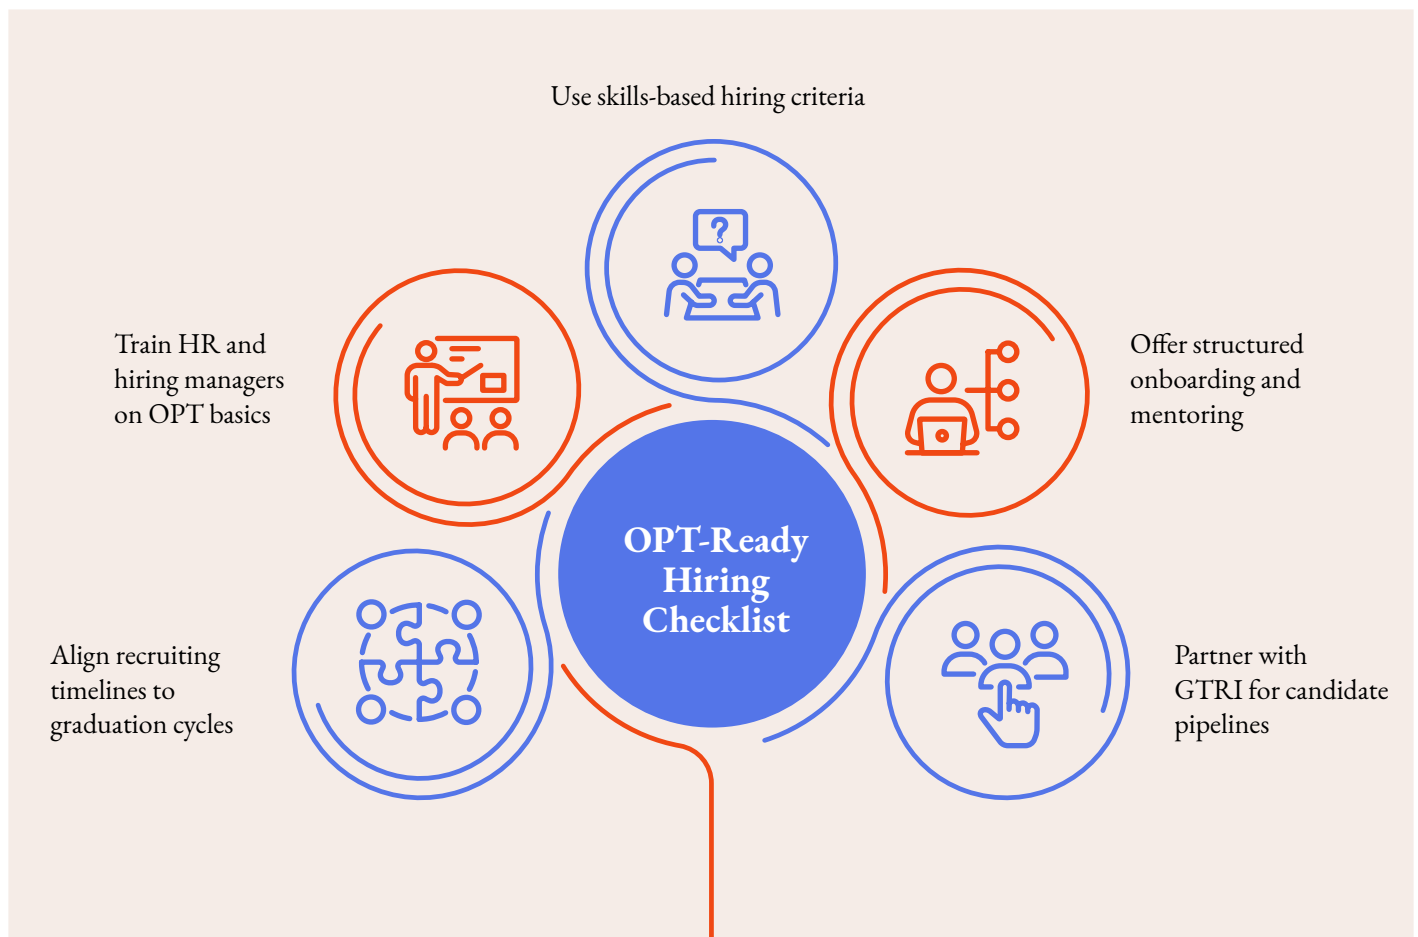 Use skills-based hiring criteria
Train HR and
hiring managers
on OPT basics
Offer structured
onboarding and
mentoring
OPT-Ready
Hiring
Checklist
Align recruiting
timelines to
graduation cycles
Partner with
GTRI for candidate
pipelines
?